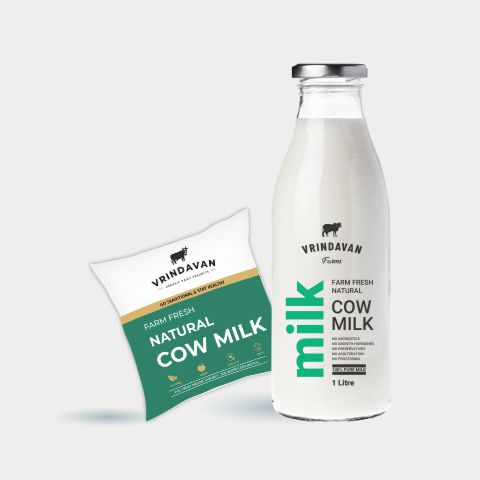 VRINDAVAN
GO TRADITIONAL & STAY HEALTHY
FARM FRESH
NATURAL
COW MILK
VRINDAVAN
Farms
milk
FARM FRESH
NATURAL
COW
MILK
NO ANTIBIOTICS
NO GROWTH HORMONES
NO PRESERVATIVES
NO ADULTERATION
NO PROCESSING
100% PURE MILK
1 Litre